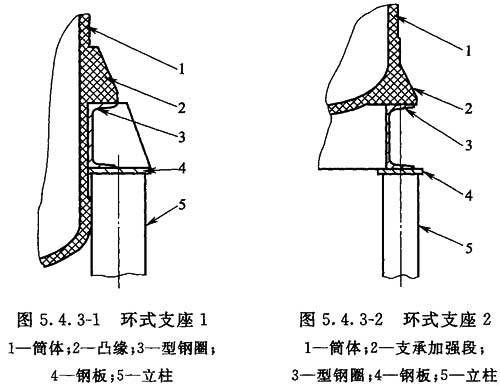 1
2
3
4
5
1
2
3
4
5
图 5.4.3-1 环式支座 1
1—筒体;2—凸缘;3—型钢圈;
4—钢板;5—立柱
图 5.4.3-2 环式支座 2
1—筒体;2—支承加强段;
3—型钢圈;4—钢板;5—立柱